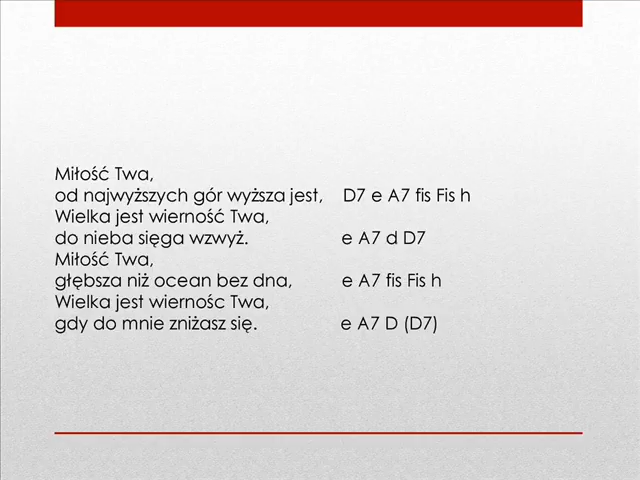 Miłość Twa,
od najwyższych gór wyższa jest, D7 e A7 fis Fis h
Wielka jest wierność Twa,
do nieba sięga wzwyż. e A7 d D7
Miłość Twa,
głębsza niż ocean bez dna, e A7 fis Fis h
Wielka jest wiernośc Twa,
gdy do mnie zniżasz się. e A7 D (D7)